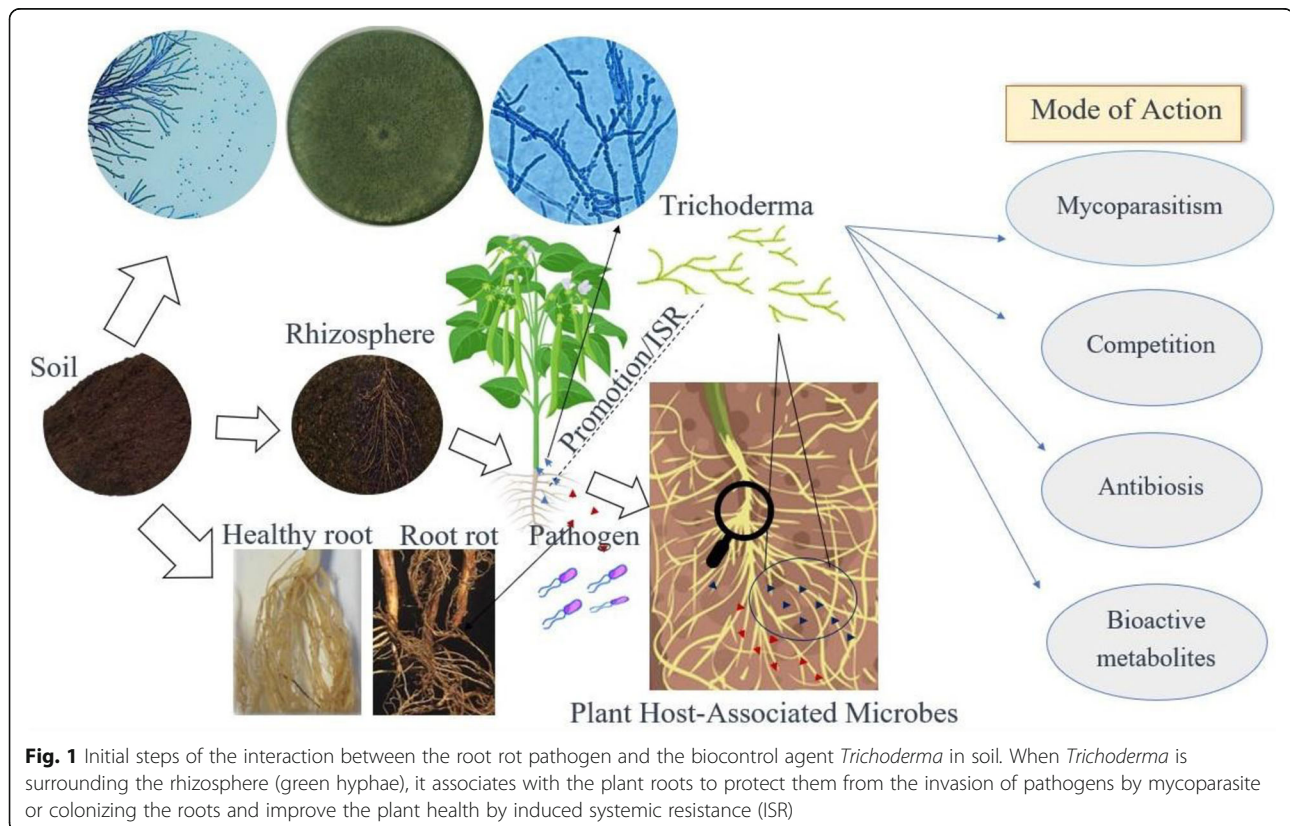 Mode of Action
Trichoderma
Mycoparasitism
Rhizosphere
Soil
Promotion/ISR
Competition
Healthy root
Root rot
Pathogen
Antibiosis
Bioactive
metabolites
Plant Host-Associated Microbes
Fig. 1 Initial steps of the interaction between the root rot pathogen and the biocontrol agent Trichoderma in soil. When Trichoderma is
surrounding the rhizosphere (green hyphae), it associates with the plant roots to protect them from the invasion of pathogens by mycoparasite
or colonizing the roots and improve the plant health by induced systemic resistance (ISR)